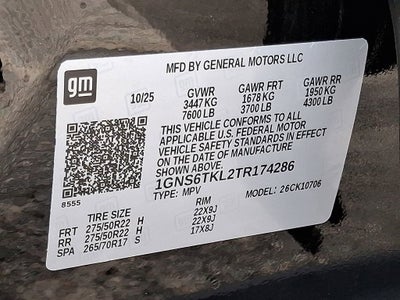 gm
MFD BY GENERAL MOTORS LLC
10/25
GVWR
3447 KG
7600 LB
GAWR FRT
1678 KG
3700 LB
GAWR RR
1950 KG
4300 LB
THIS VEHICLE CONFORMS TO ALL
APPLICABLE U.S. FEDERAL MOTOR
VEHICLE SAFETY STANDARDS IN EFFECT
ON THE DATE OF MANUFACTURE
SHOWN ABOVE.
1GNS6TKL2TR174286
TYPE: MPV
MODEL: 26CK10706
8555
TIRE SIZE
RIM
FRT 275/50R22 H 22X9J
RR 275/50R22 H 22X9J
SPA 265/70R17 S 17X8J